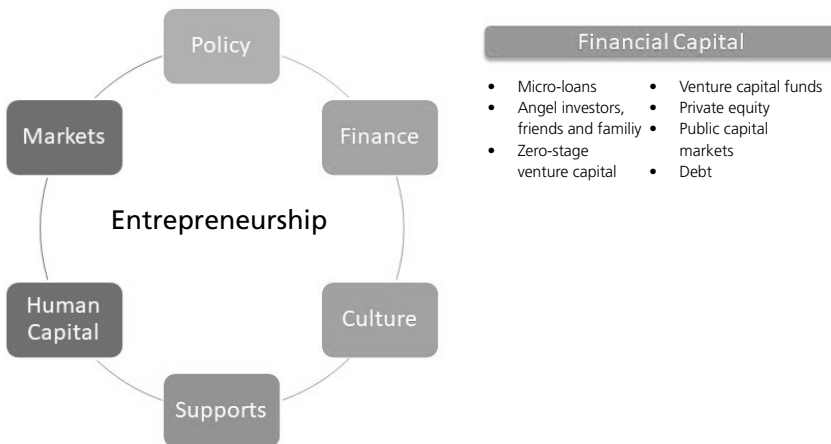 Policy
Markets
Finance
Entrepreneurship
Human
Capital
Culture
Supports
Financial Capital
• Micro-loans
• Angel investors,
friends and familiy
• Zero-stage
venture capital
• Venture capital funds
• Private equity
• Public capital
markets
• Debt